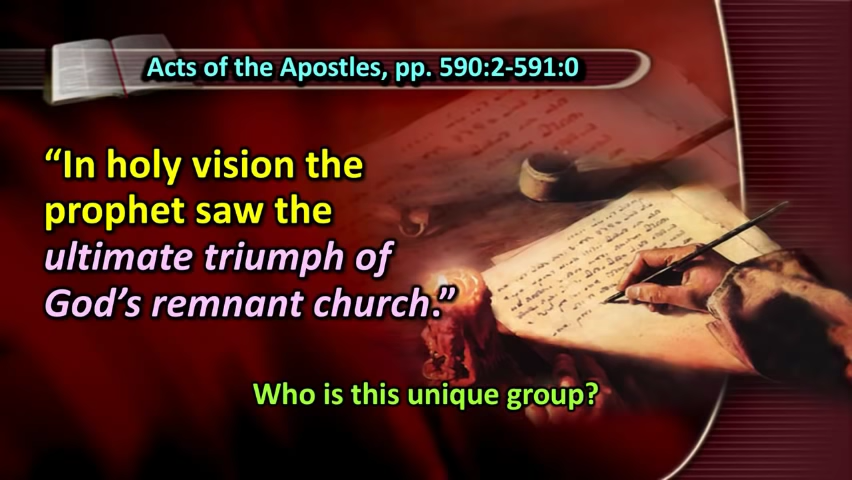 Acts of the Apostles, pp. 590:2-591:0
“In holy vision the
prophet saw the
ultimate triumph of
God’s remnant church.”
Who is this unique group?